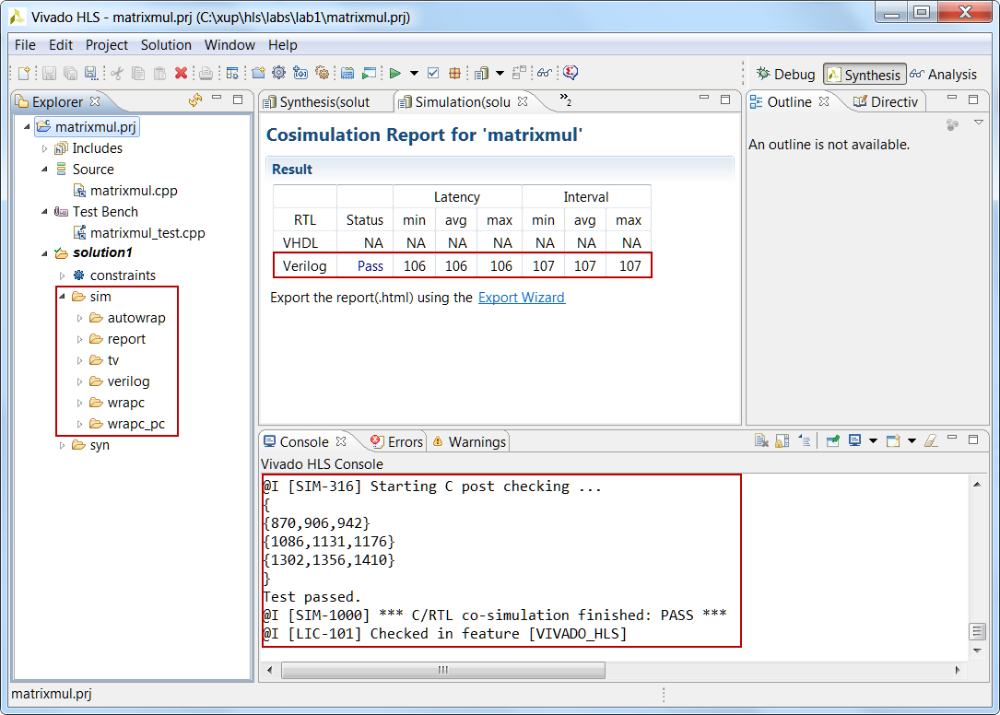 Vivado HLS - matrixmul.prj (C:\xup\hls\labs\lab1\matrixmul.prj)
File Edit Project Solution Window Help
Debug Synthesis Analysis
Explorer
matrixmul.prj
Includes
Source
matrixmul.cpp
Test Bench
matrixmul_test.cpp
solution1
constraints
sim
autowrap
report
tv
verilog
wrapc
wrapc_pc
syn
Synthesis(solut Simulation(solu »2
Cosimulation Report for 'matrixmul'
Result
Latency Interval
RTL Status min avg max min avg max
VHDL NA NA NA NA NA NA NA
Verilog Pass 106 106 106 107 107 107
Export the report(.html) using the Export Wizard
Outline Directiv
An outline is not available.
Console Errors Warnings
Vivado HLS Console
@I [SIM-316] Starting C post checking ...
{
{870,906,942}
{1086,1131,1176}
{1302,1356,1410}
}
Test passed.
@I [SIM-1000] *** C/RTL co-simulation finished: PASS ***
@I [LIC-101] Checked in feature [VIVADO_HLS]
matrixmul.prj